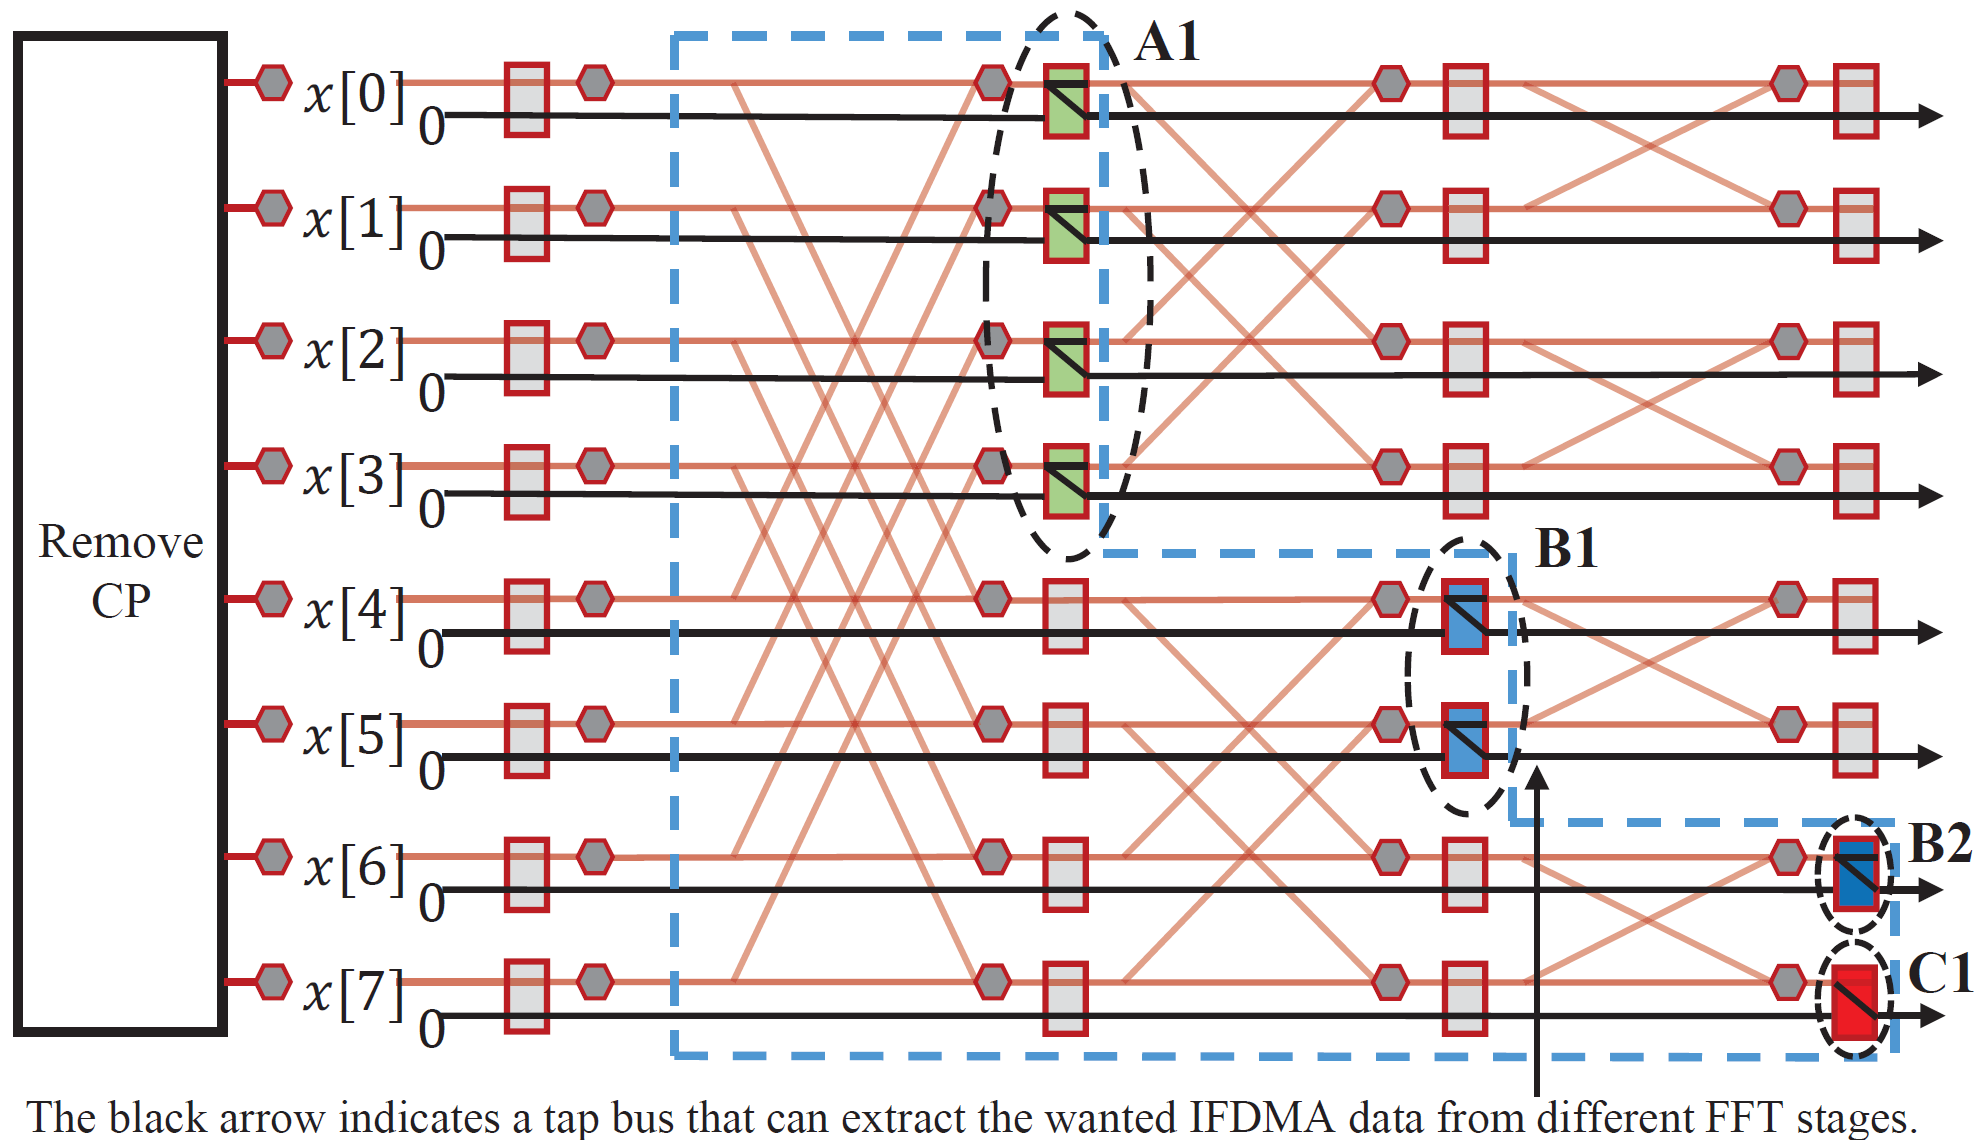 A1
x[0]
0
x[1]
0
x[2]
0
x[3]
0
Remove
CP
B1
x[4]
0
x[5]
0
x[6]
0
B2
x[7]
0
C1
The black arrow indicates a tap bus that can extract the wanted IFDMA data from different FFT stages.